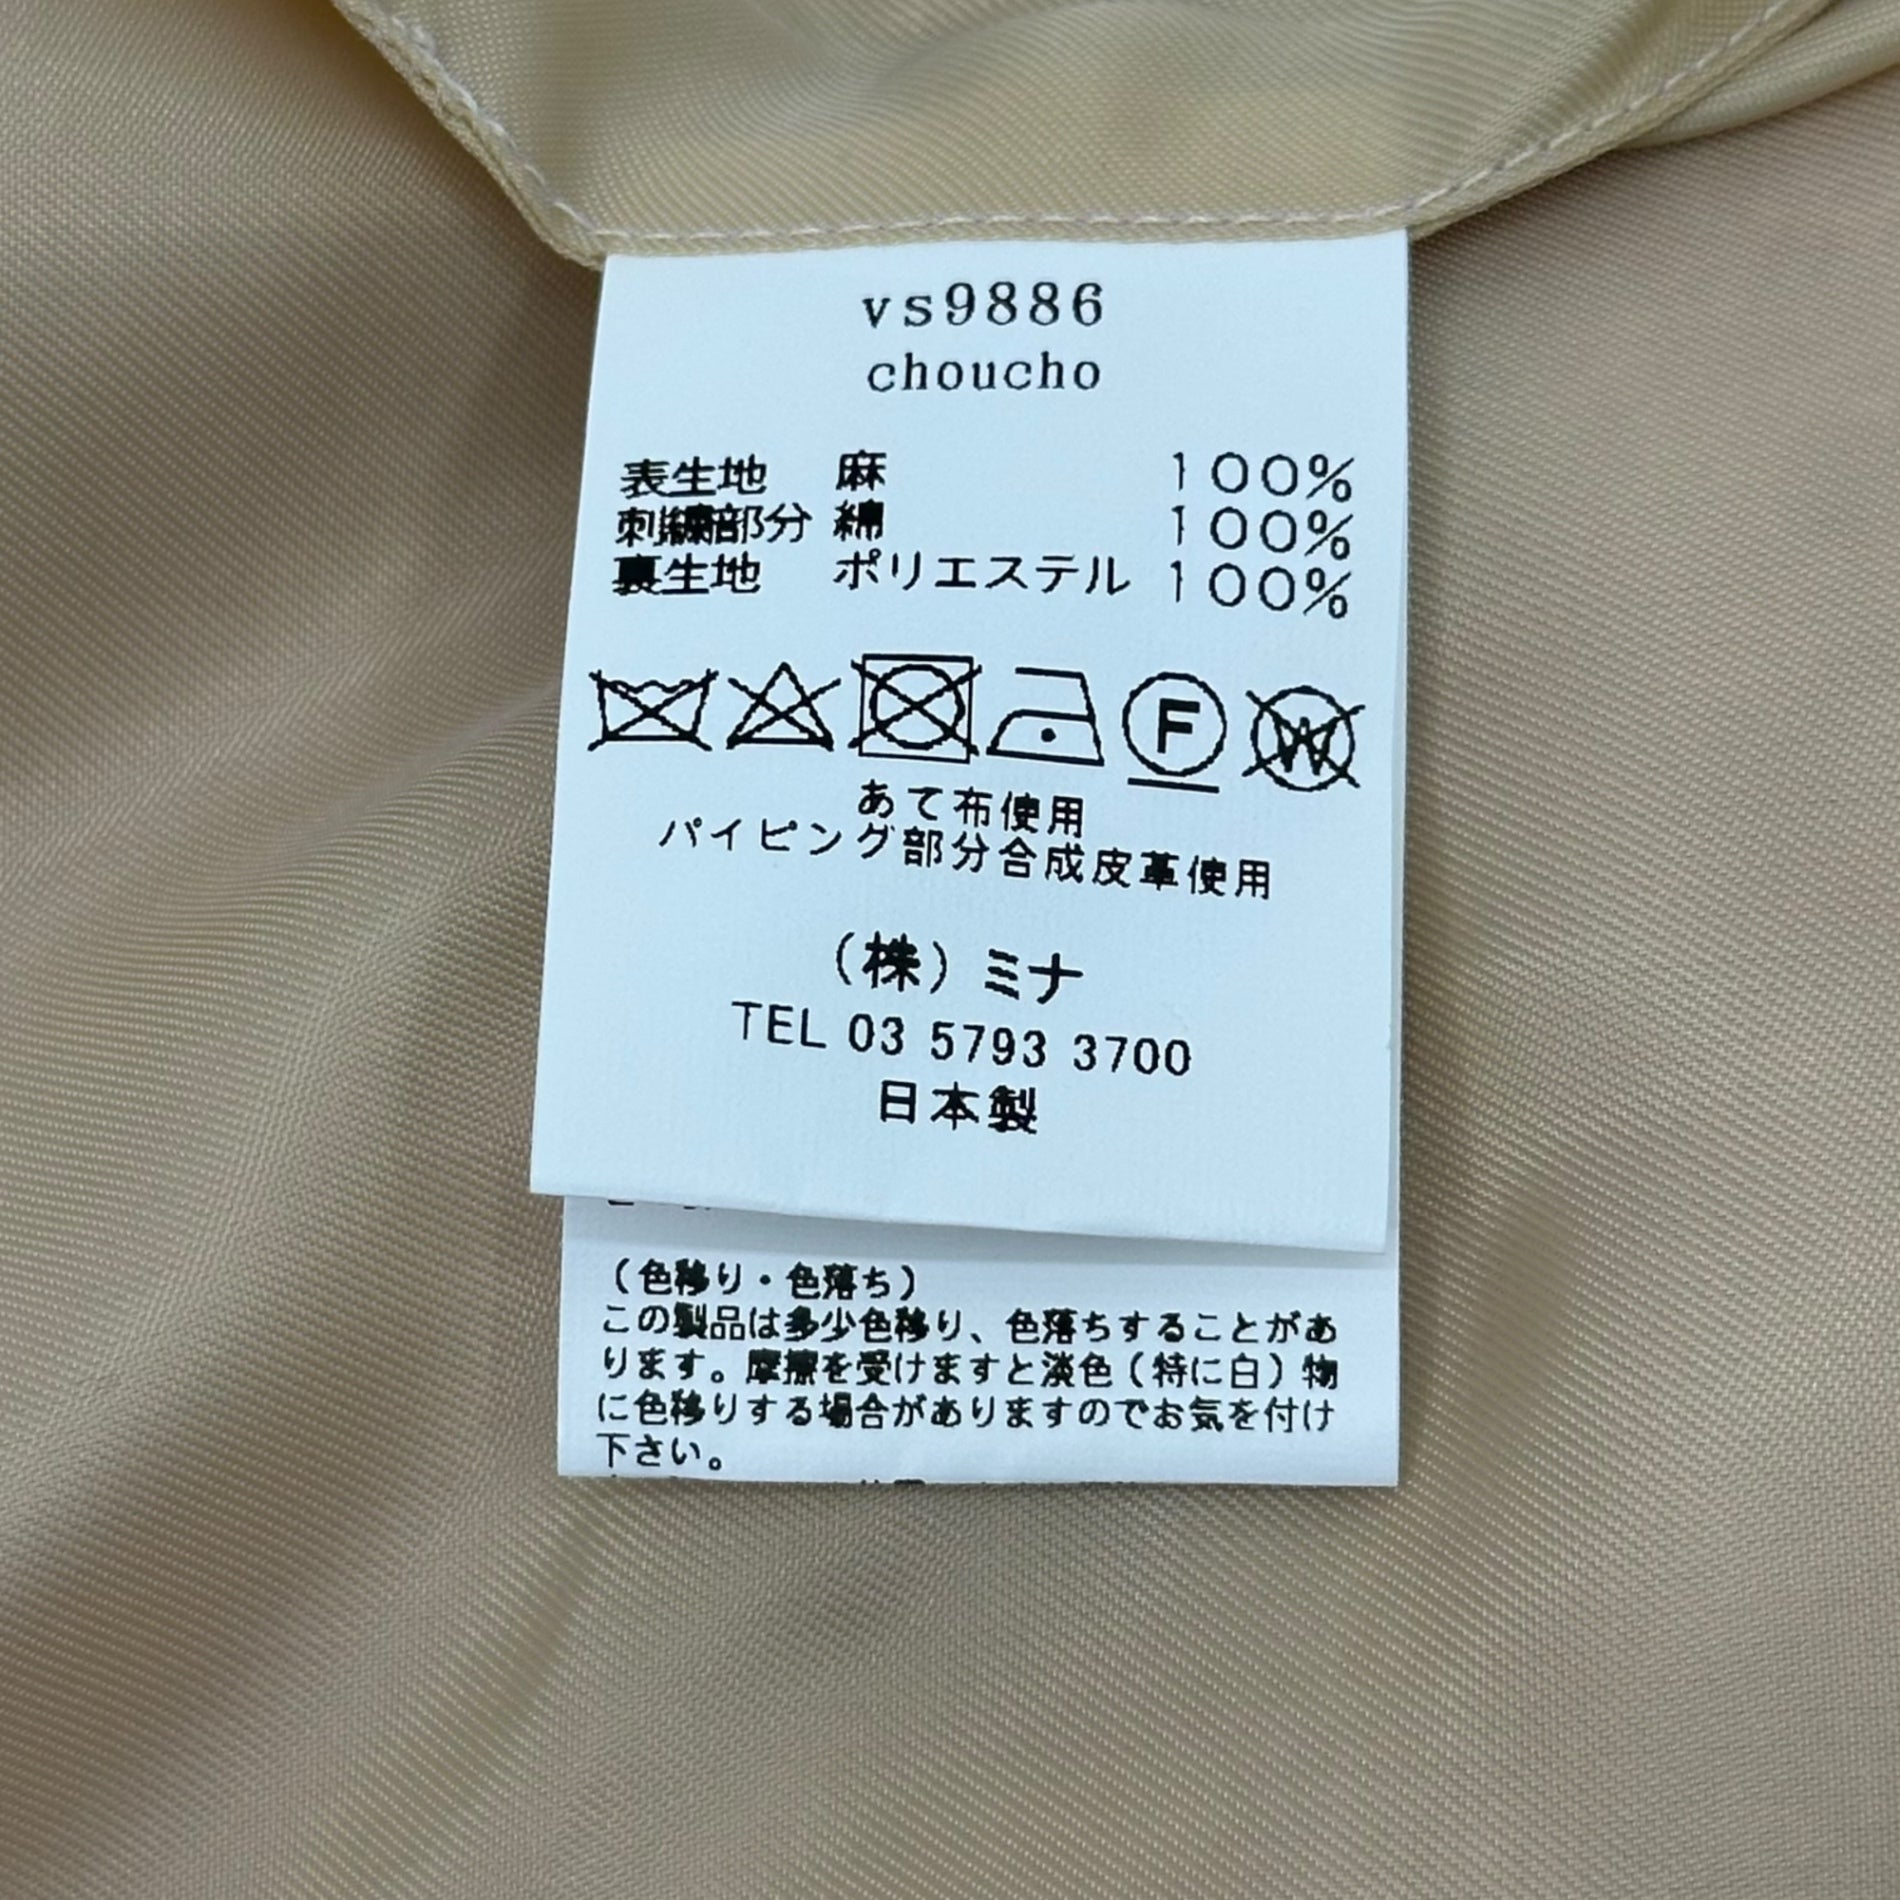 vs9886
choucho
表生地 麻 100%
刺繍部分 綿 100%
裏生地 ポリエステル 100%
F
W
あて布使用
パイピング部分合成皮革使用
(株)ミナ
TEL 03 5793 3700
日本製
(色移り・色落ち)
この製品は多少色移り、色落ちすることがあ
ります。摩擦を受けますと淡色(特に白)物
に色移りする場合がありますのでお気を付け
下さい。